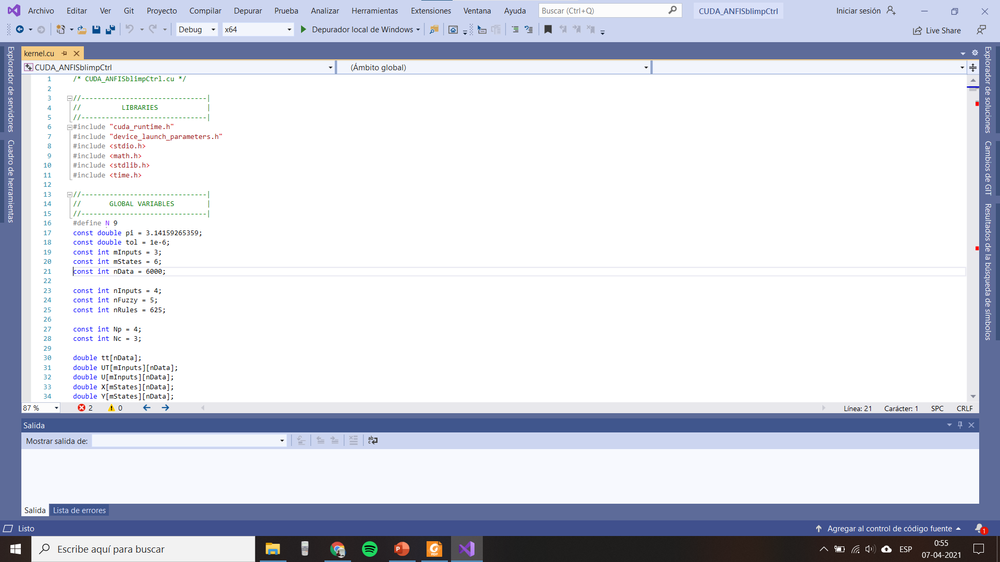 Archivo Editar Ver Git Proyecto Compilar Depurar Prueba Analizar Herramientas Extensiones Ventana Ayuda Buscar (Ctrl+Q) CUDA_ANFISblimpCtrl Iniciar sesión
Debug x64 Depurador local de Windows Live Share
kernel.cu
CUDA_ANFISblimpCtrl (Ámbito global)
Explorador de servidores
Cuadro de herramientas
1 /* CUDA_ANFISblimpCtrl.cu */
2
3 //-------------------------------|
4 // LIBRARIES |
5 //-------------------------------|
6 #include "cuda_runtime.h"
7 #include "device_launch_parameters.h"
8 #include <stdio.h>
9 #include <math.h>
10 #include <stdlib.h>
11 #include <time.h>
12
13 //-------------------------------|
14 // GLOBAL VARIABLES |
15 //-------------------------------|
16 #define N 9
17 const double pi = 3.14159265359;
18 const double tol = 1e-6;
19 const int mInputs = 3;
20 const int mStates = 6;
21 const int nData = 6000;
22
23 const int nInputs = 4;
24 const int nFuzzy = 5;
25 const int nRules = 625;
26
27 const int Np = 4;
28 const int Nc = 3;
29
30 double tt[nData];
31 double UT[mInputs][nData];
32 double U[mInputs][nData];
33 double X[mStates][nData];
34 double Y[mStates][nData];
Explorador de soluciones
Cambios de GIT
Resultados de la búsqueda de símbolos
87 % 2 0 Línea: 21 Carácter: 1 SPC CRLF
Salida
Mostrar salida de:
Salida Lista de errores
Listo Agregar al control de código fuente 1
Escribe aquí para buscar ESP 0:55
07-04-2021